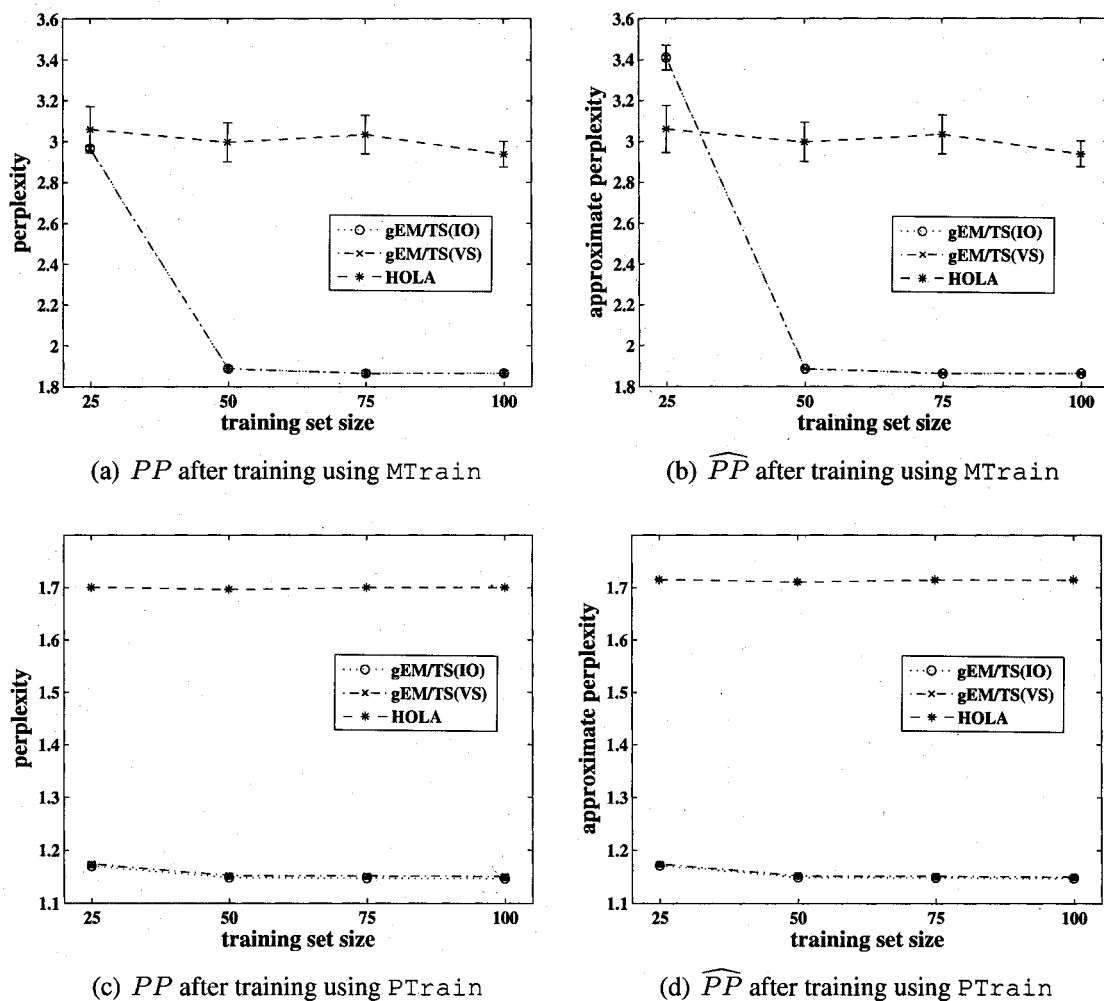 3.6
3.4
3.2
3
2.8
2.6
2.4
2.2
2
1.8
perplexity
gEM/TS(IO)
gEM/TS(VS)
HOLA
25 50 75 100
training set size
(a) PP after training using MTrain
3.6
3.4
3.2
3
2.8
2.6
2.4
2.2
2
1.8
approximate perplexity
gEM/TS(IO)
gEM/TS(VS)
HOLA
25 50 75 100
training set size
(b) \widehat{PP} after training using MTrain
1.7
1.6
1.5
1.4
1.3
1.2
1.1
perplexity
gEM/TS(IO)
gEM/TS(VS)
HOLA
25 50 75 100
training set size
(c) PP after training using PTrain
1.7
1.6
1.5
1.4
1.3
1.2
1.1
approximate perplexity
gEM/TS(IO)
gEM/TS(VS)
HOLA
25 50 75 100
training set size
(d) \widehat{PP} after training using PTrain